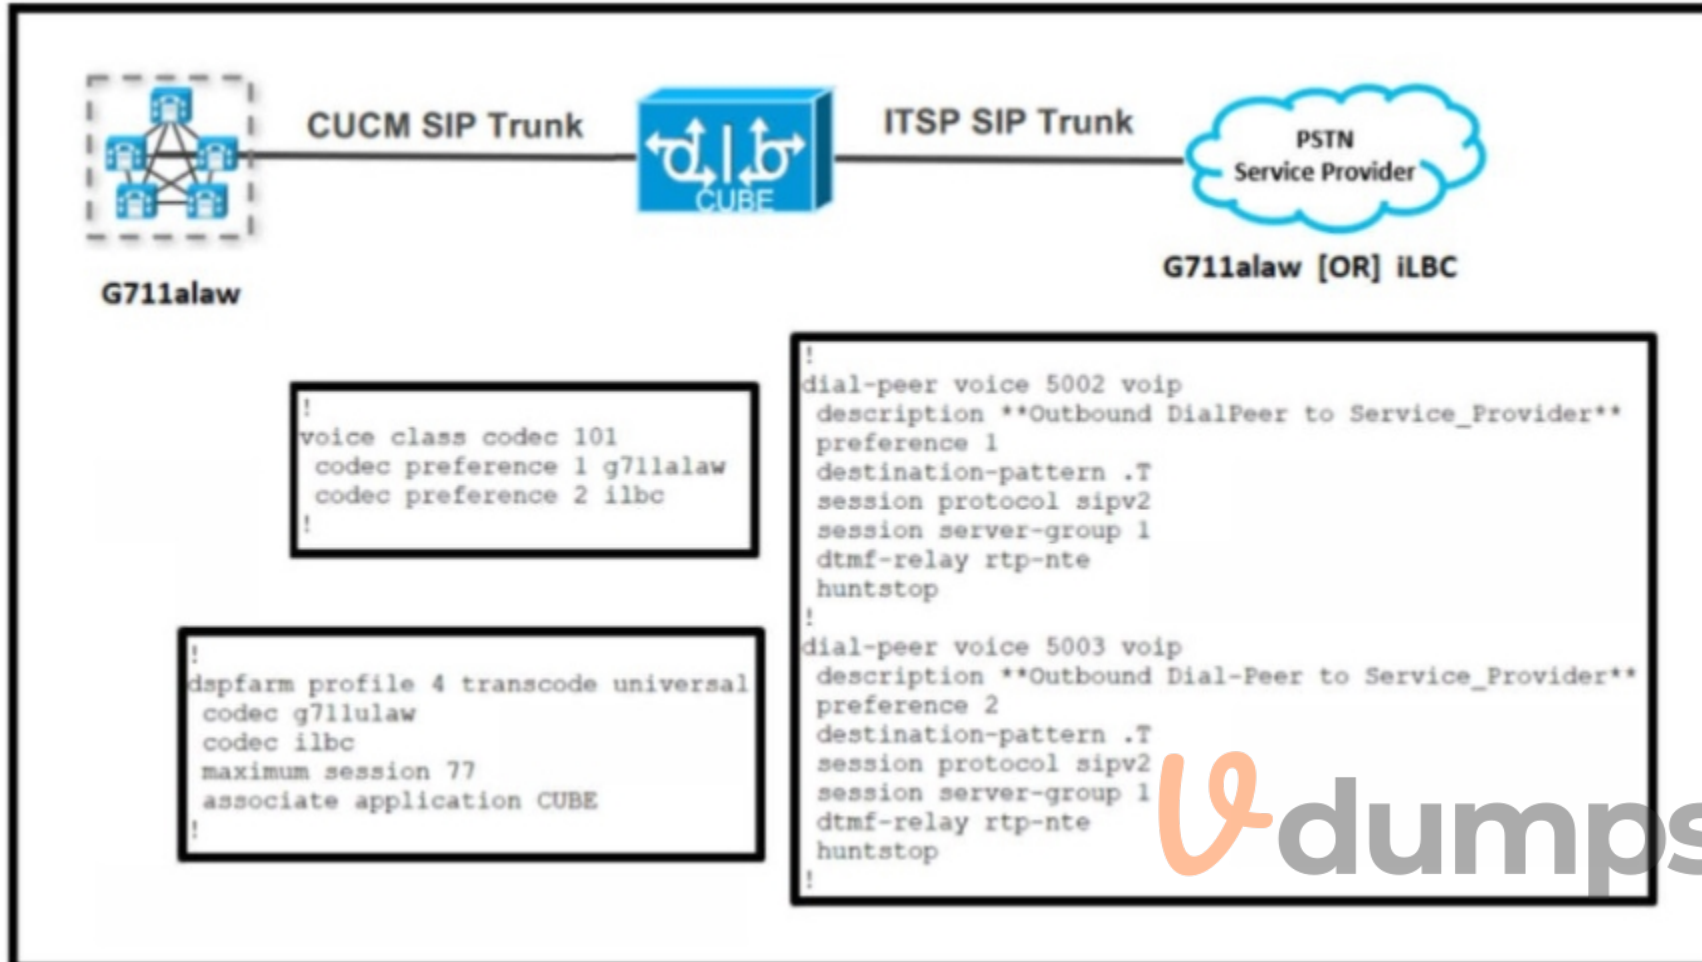 CUCM SIP Trunk
ITSP SIP Trunk
CUBE
PSTN
Service Provider
G711alaw
G711alaw [OR] iLBC
!
voice class codec 101
codec preference 1 g711alaw
codec preference 2 ilbc
!
!
dspfarm profile 4 transcode universal
codec g711ulaw
codec ilbc
maximum session 77
associate application CUBE
!
!
dial-peer voice 5002 voip
description **Outbound DialPeer to Service_Provider**
preference 1
destination-pattern .T
session protocol sipv2
session server-group 1
dtmf-relay rtp-nte
huntstop
!
dial-peer voice 5003 voip
description **Outbound Dial-Peer to Service_Provider**
preference 2
destination-pattern .T
session protocol sipv2
session server-group 1
dtmf-relay rtp-nte
huntstop
!
Vdumps